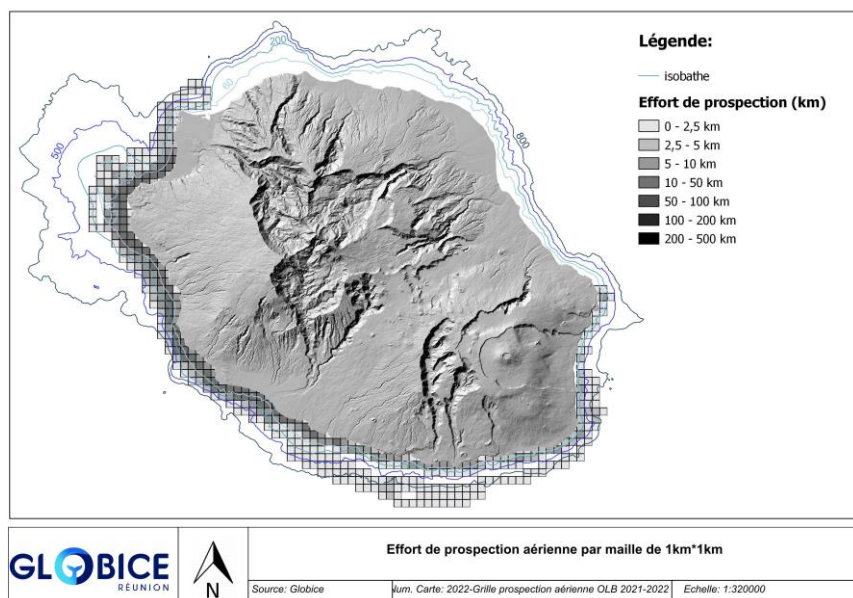 200
60
500
800
Légende:
isobathe
Effort de prospection (km)
0 - 2,5 km
2,5 - 5 km
5 - 10 km
10 - 50 km
50 - 100 km
100 - 200 km
200 - 500 km
GLOBICE
RÉUNION
N
Effort de prospection aérienne par maille de 1km*1km
Source: Globice
Num. Carte: 2022-Grille prospection aérienne OLB 2021-2022
Echelle: 1:320000